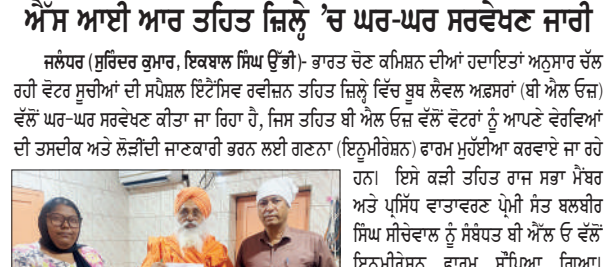 ਐੱਸ ਆਈ ਆਰ ਤਹਿਤ ਜ਼ਿਲ੍ਹੇ 'ਚ ਘਰ-ਘਰ ਸਰਵੇਖਣ ਜਾਰੀ
ਜਲੰਧਰ (ਸੁਰਿੰਦਰ ਕੁਮਾਰ, ਇਕਬਾਲ ਸਿੰਘ ਉੱਭੀ)- ਭਾਰਤ ਚੋਣ ਕਮਿਸ਼ਨ ਦੀਆਂ ਹਦਾਇਤਾਂ ਅਨੁਸਾਰ ਚੱਲ
ਰਹੀ ਵੋਟਰ ਸੂਚੀਆਂ ਦੀ ਸਪੈਸ਼ਲ ਇੰਟੈਂਸਿਵ ਰਵੀਜ਼ਨ ਤਹਿਤ ਜ਼ਿਲ੍ਹੇ ਵਿੱਚ ਬੂਥ ਲੈਵਲ ਅਫ਼ਸਰਾਂ (ਬੀ ਐਲ ਓਜ਼)
ਵੱਲੋਂ ਘਰ-ਘਰ ਸਰਵੇਖਣ ਕੀਤਾ ਜਾ ਰਿਹਾ ਹੈ, ਜਿਸ ਤਹਿਤ ਬੀ ਐਲ ਓਜ਼ ਵੱਲੋਂ ਵੋਟਰਾਂ ਨੂੰ ਆਪਣੇ ਵੇਰਵਿਆਂ
ਦੀ ਤਸਦੀਕ ਅਤੇ ਲੋੜੀਂਦੀ ਜਾਣਕਾਰੀ ਭਰਨ ਲਈ ਗਣਨਾ (ਇਨੂਮੀਰੇਸ਼ਨ) ਫਾਰਮ ਮੁਹੱਈਆ ਕਰਵਾਏ ਜਾ ਰਹੇ
ਹਨ। ਇਸੇ ਕੜੀ ਤਹਿਤ ਰਾਜ ਸਭਾ ਮੈਂਬਰ
ਅਤੇ ਪ੍ਰਸਿੱਧ ਵਾਤਾਵਰਣ ਪ੍ਰੇਮੀ ਸੰਤ ਬਲਬੀਰ
ਸਿੰਘ ਸੀਚੇਵਾਲ ਨੂੰ ਸੰਬੰਧਤ ਬੀ ਐੱਲ ਓ ਵੱਲੋਂ
ਇਨੂਮੀਰੇਸ਼ਨ ਫਾਰਮ ਸੌਂਪਿਆ ਗਿਆ।